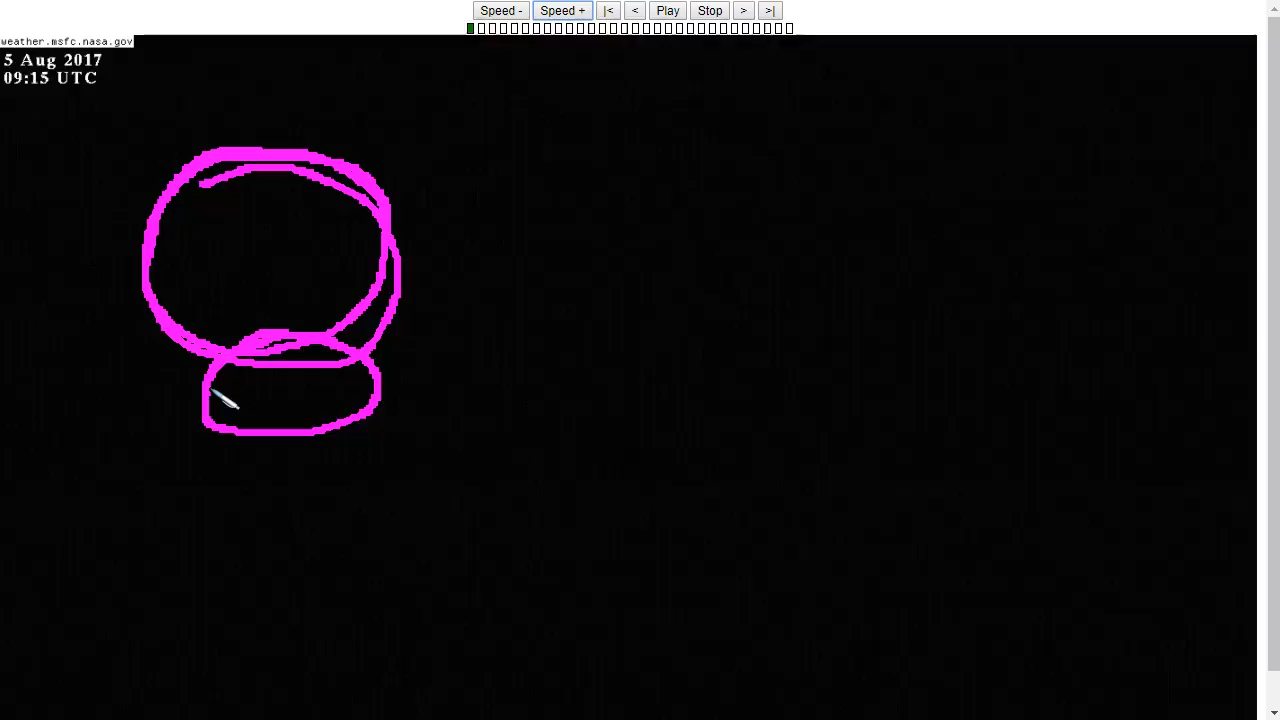 Speed - Speed + |< < Play Stop > >|
weather.msfc.nasa.gov
5 Aug 2017
09:15 UTC